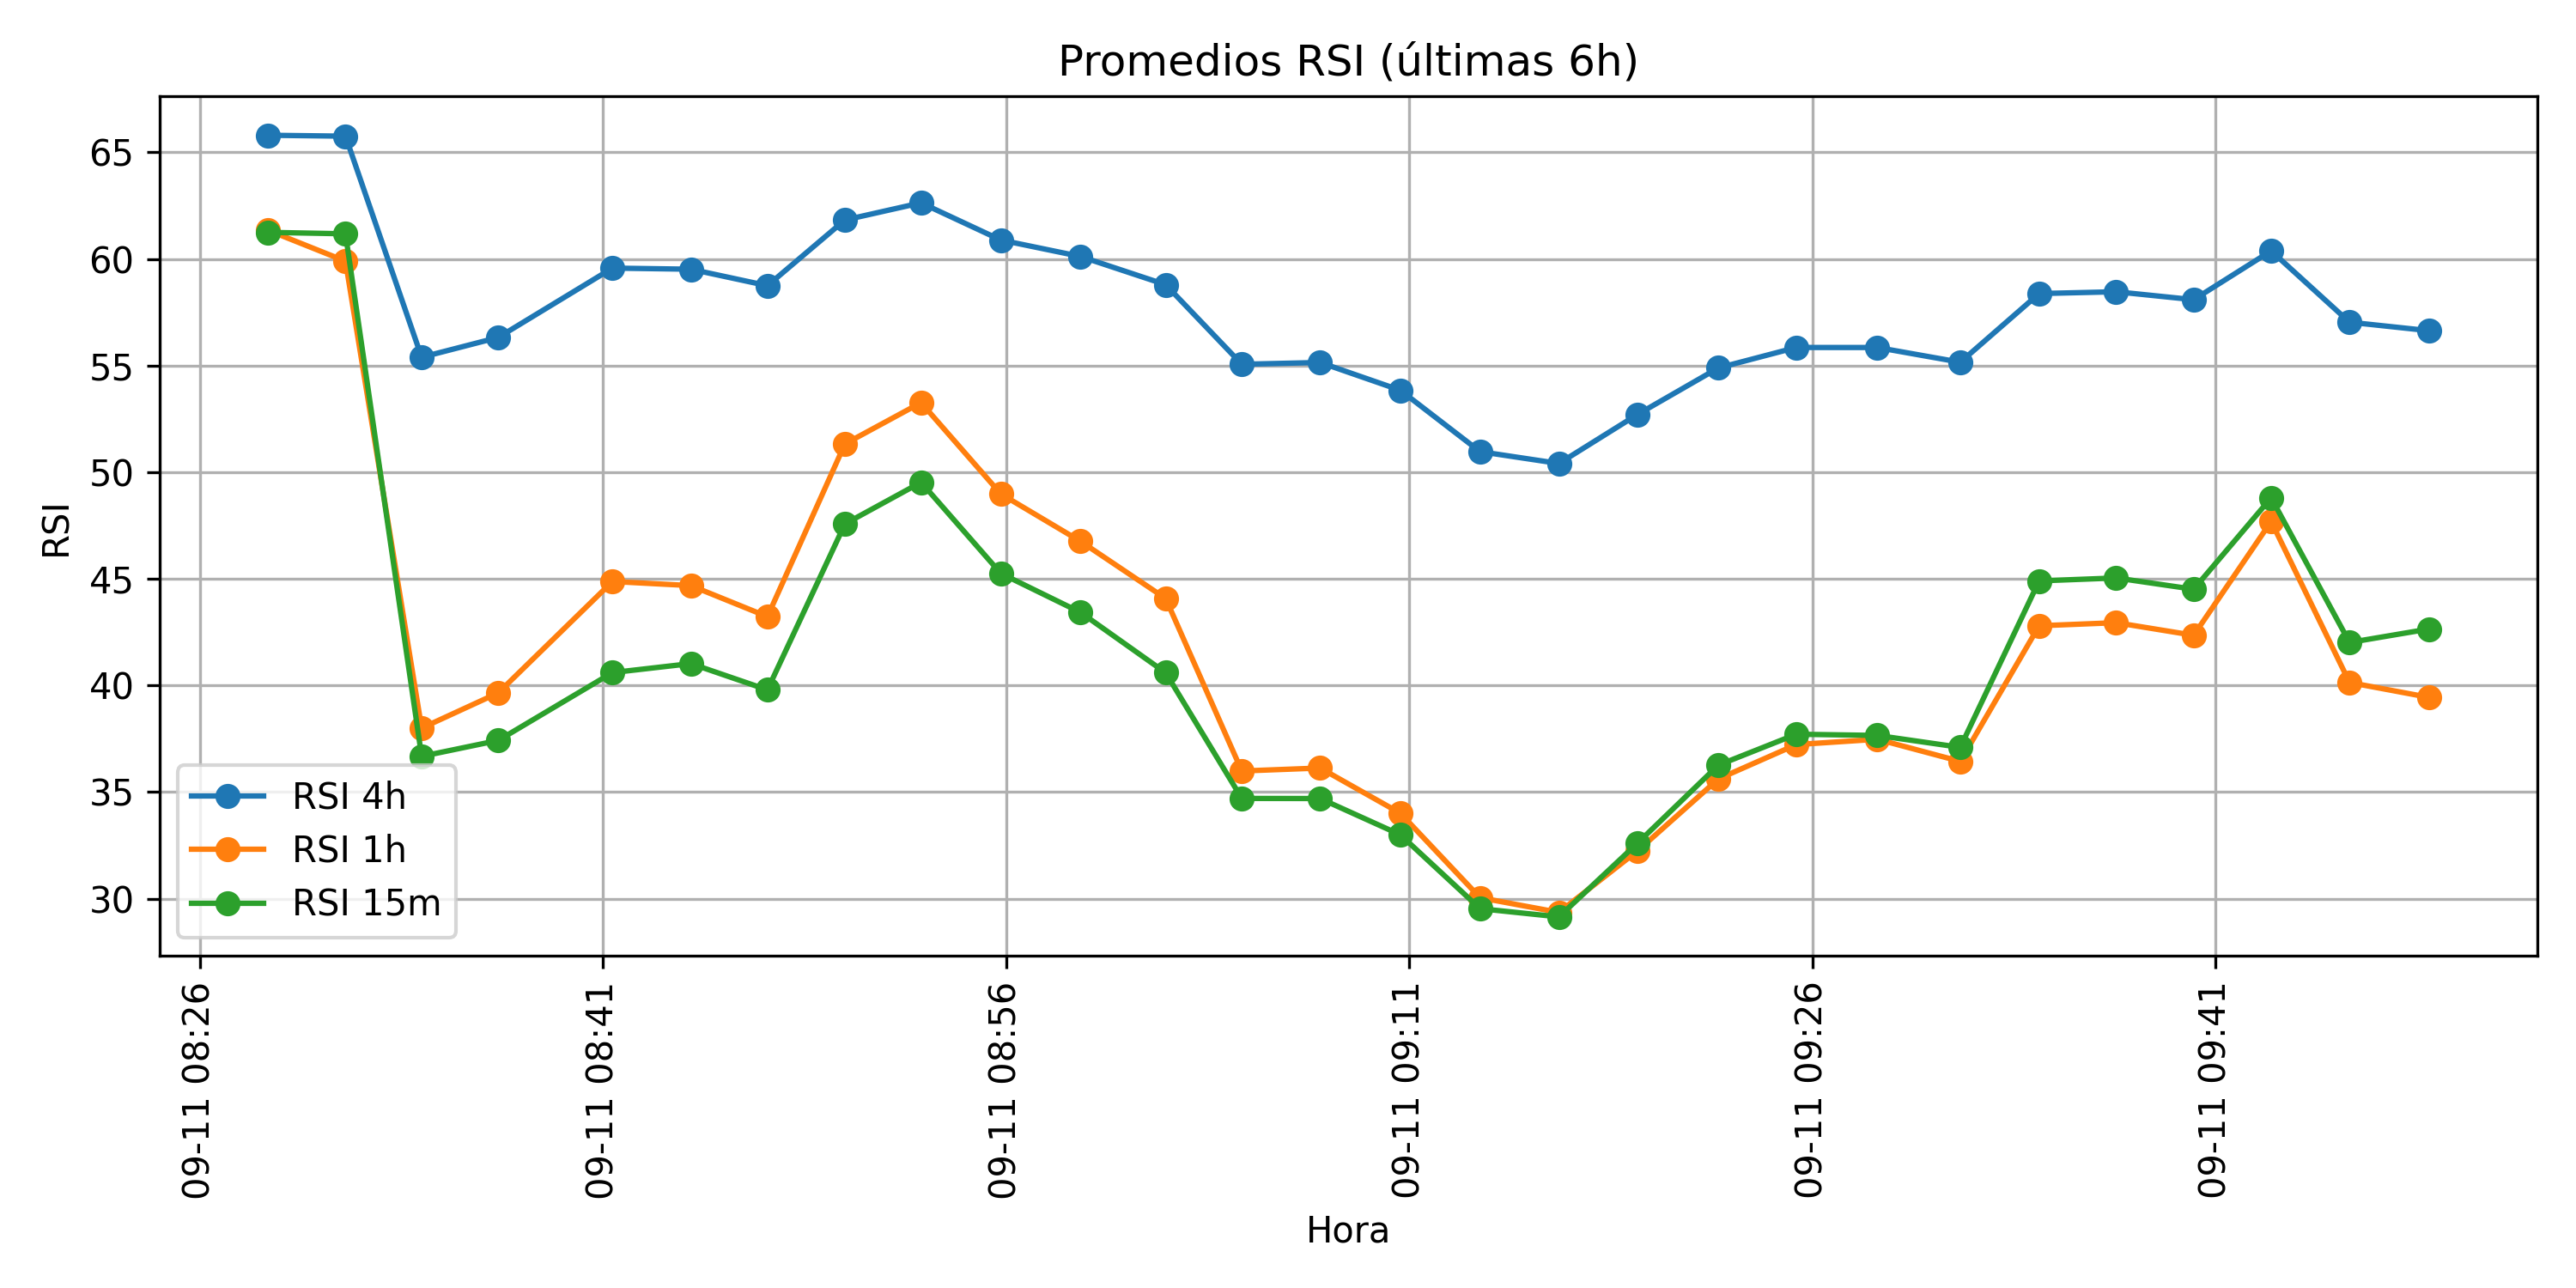 Promedios RSI (últimas 6h)
RSI
65
60
55
50
45
40
35
30
RSI 4h
RSI 1h
RSI 15m
09-11 08:26
09-11 08:41
09-11 08:56
09-11 09:11
09-11 09:26
09-11 09:41
Hora